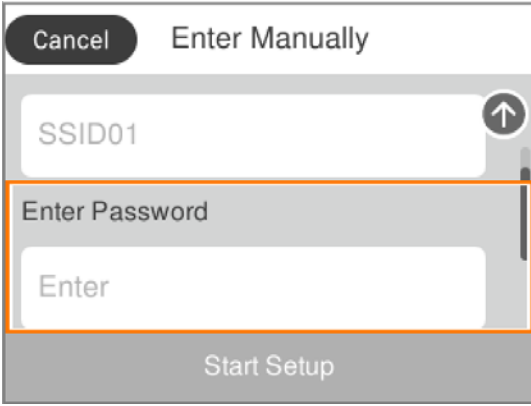 Cancel Enter Manually
SSID01
Enter Password
Enter
Start Setup